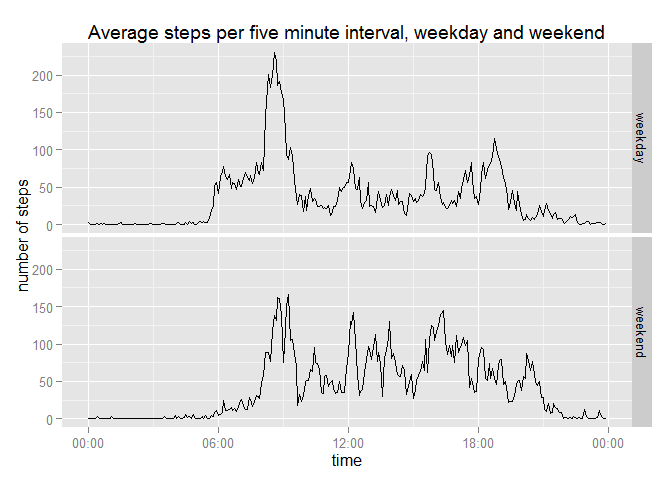 Average steps per five minute interval, weekday and weekend
number of steps
200
150
100
50
0
weekday
200
150
100
50
0
weekend
00:00 06:00 12:00 18:00 00:00
time